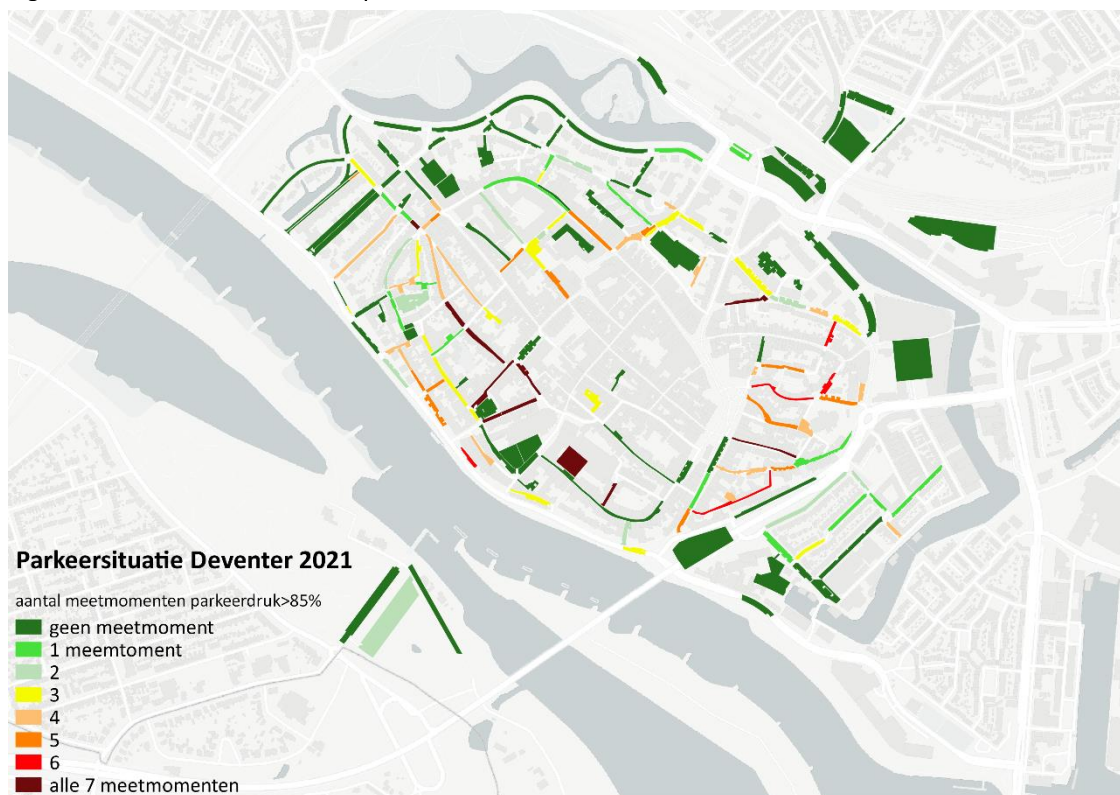 Parkeersituatie Deventer 2021
aantal meetmomenten parkeerdruk>85%
geen meetmoment
1 meemtoment
2
3
4
5
6
alle 7 meetmomenten